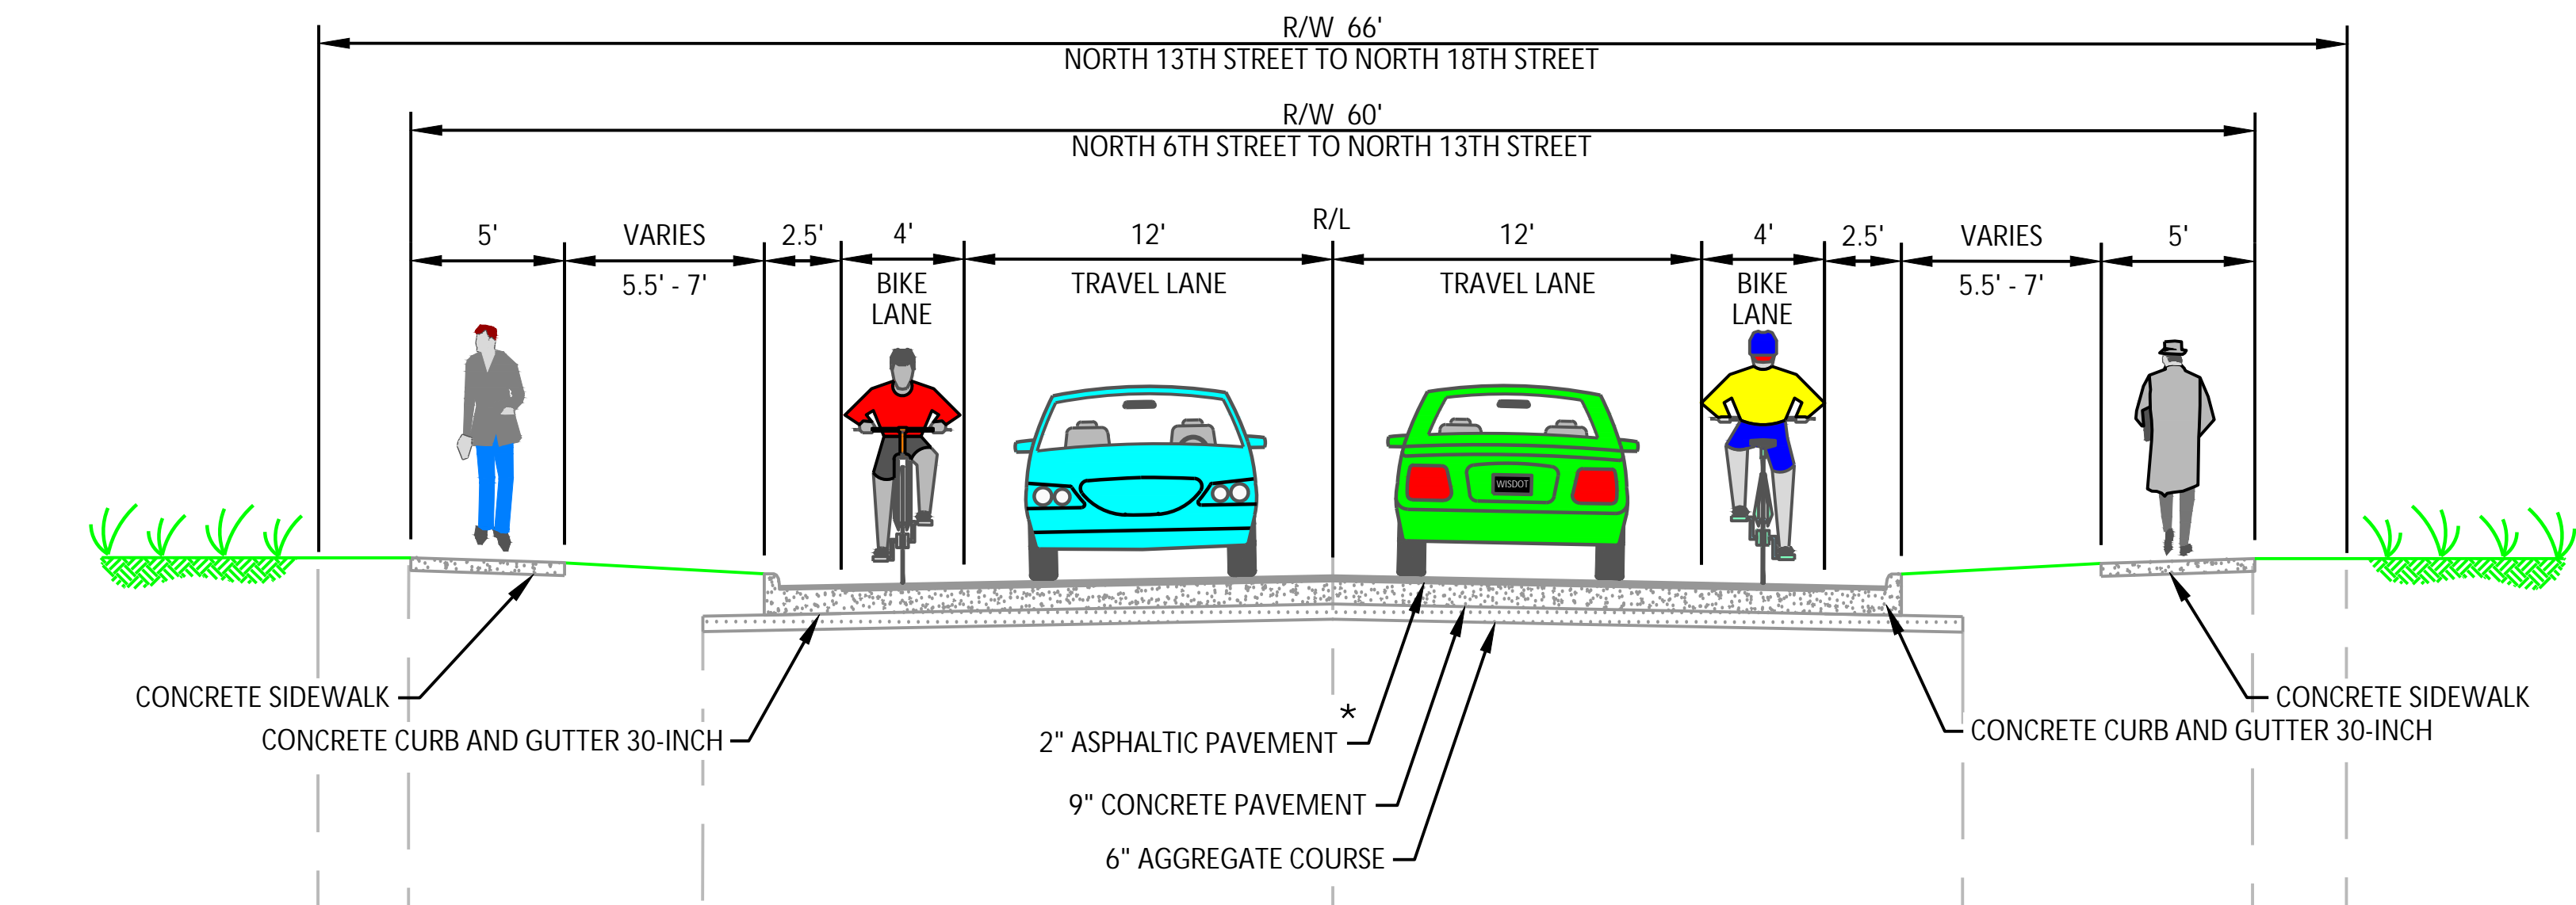 R/W 66'
NORTH 13TH STREET TO NORTH 18TH STREET
R/W 60'
NORTH 6TH STREET TO NORTH 13TH STREET
5' VARIES 2.5' 4' 12' R/L 12' 4' 2.5' VARIES 5'
5.5' - 7' BIKE TRAVEL LANE TRAVEL LANE BIKE 5.5' - 7'
LANE LANE
WISDOT
CONCRETE SIDEWALK CONCRETE SIDEWALK
CONCRETE CURB AND GUTTER 30-INCH CONCRETE CURB AND GUTTER 30-INCH
2" ASPHALTIC PAVEMENT *
9" CONCRETE PAVEMENT
6" AGGREGATE COURSE